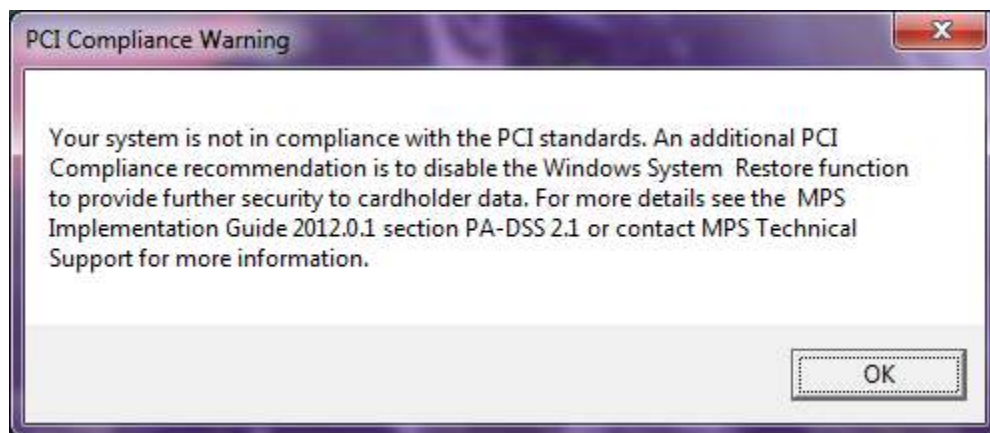 PCI Compliance Warning
Your system is not in compliance with the PCI standards. An additional PCI
Compliance recommendation is to disable the Windows System  Restore function
to provide further security to cardholder data. For more details see the  MPS
Implementation Guide 2012.0.1 section PA-DSS 2.1 or contact MPS Technical
Support for more information.
OK